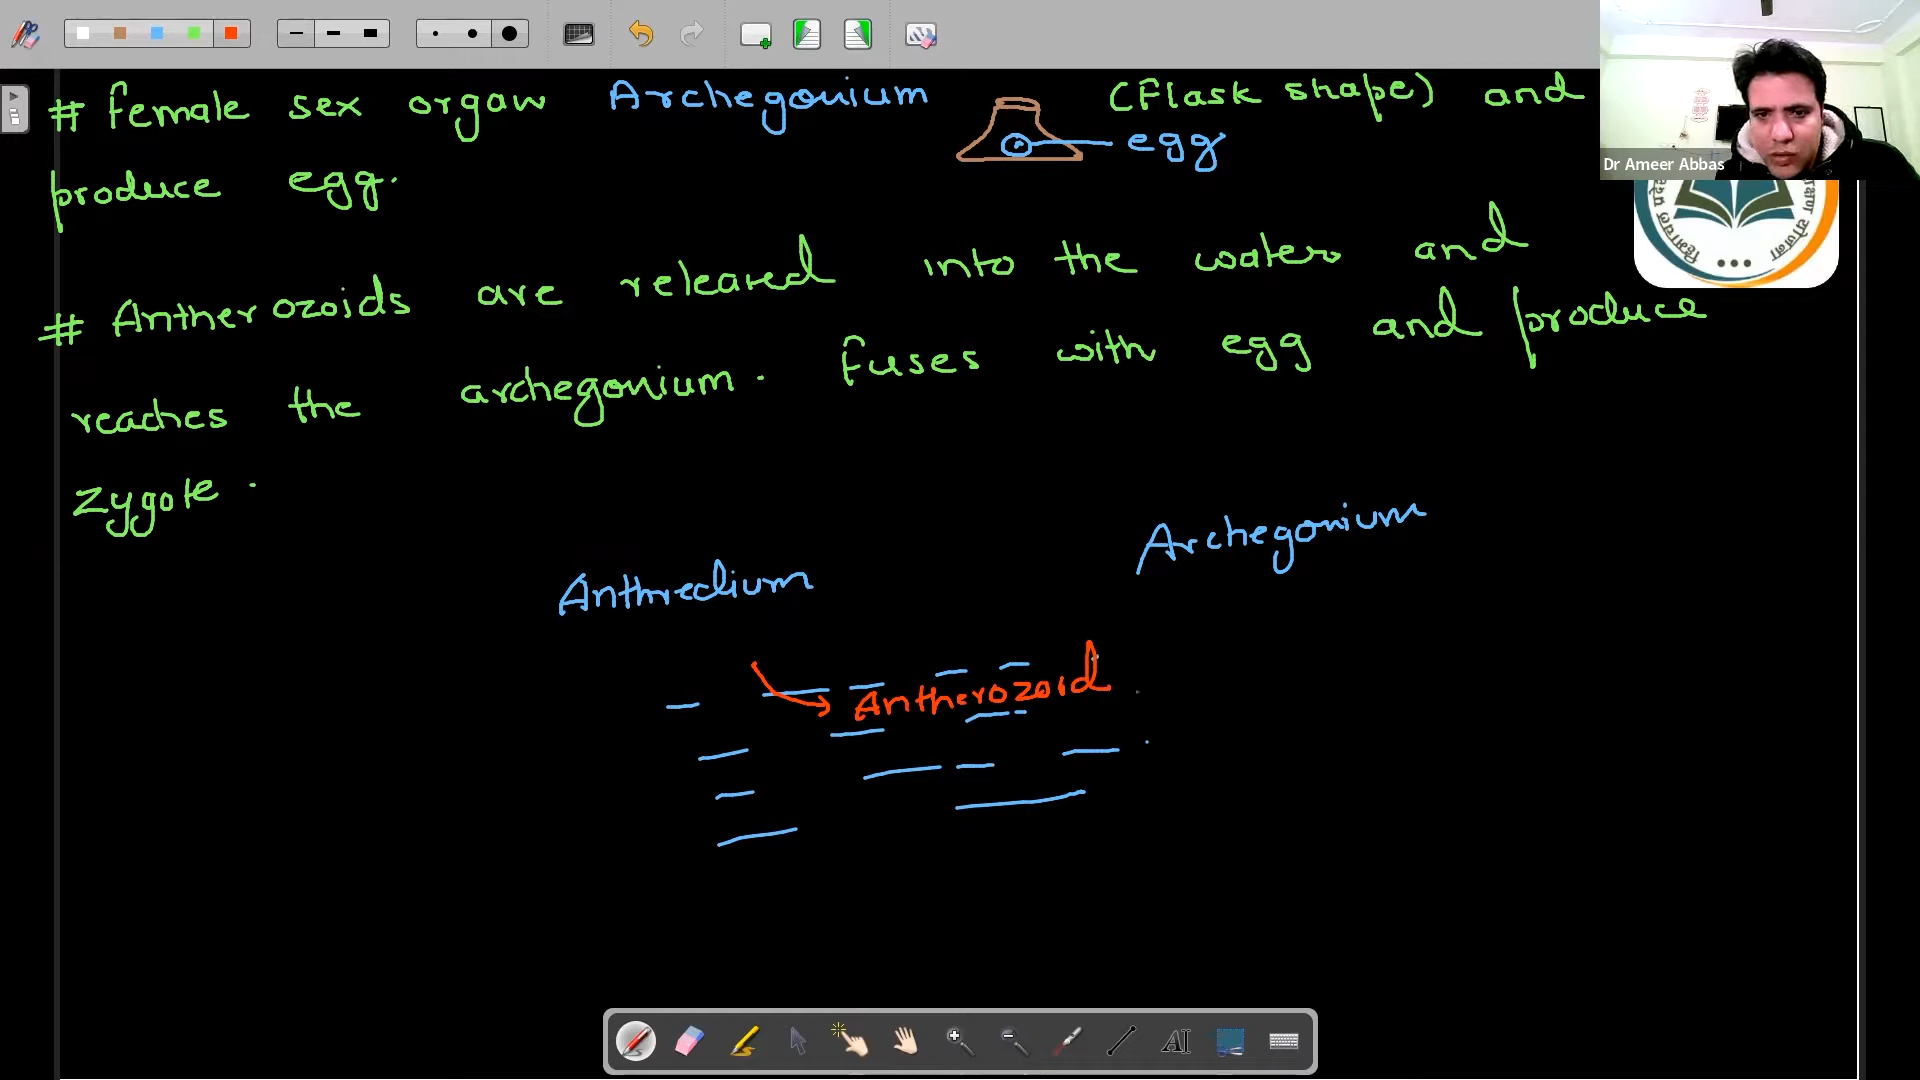 # female sex organ Archegonium (Flask shape) and
egg
produce egg.
# Antherozoids are released into the water and
reaches the archegonium. fuses with egg and produce
zygote.
Archegonium
Anthredium
Antherozoid
Dr Ameer Abbas
AI